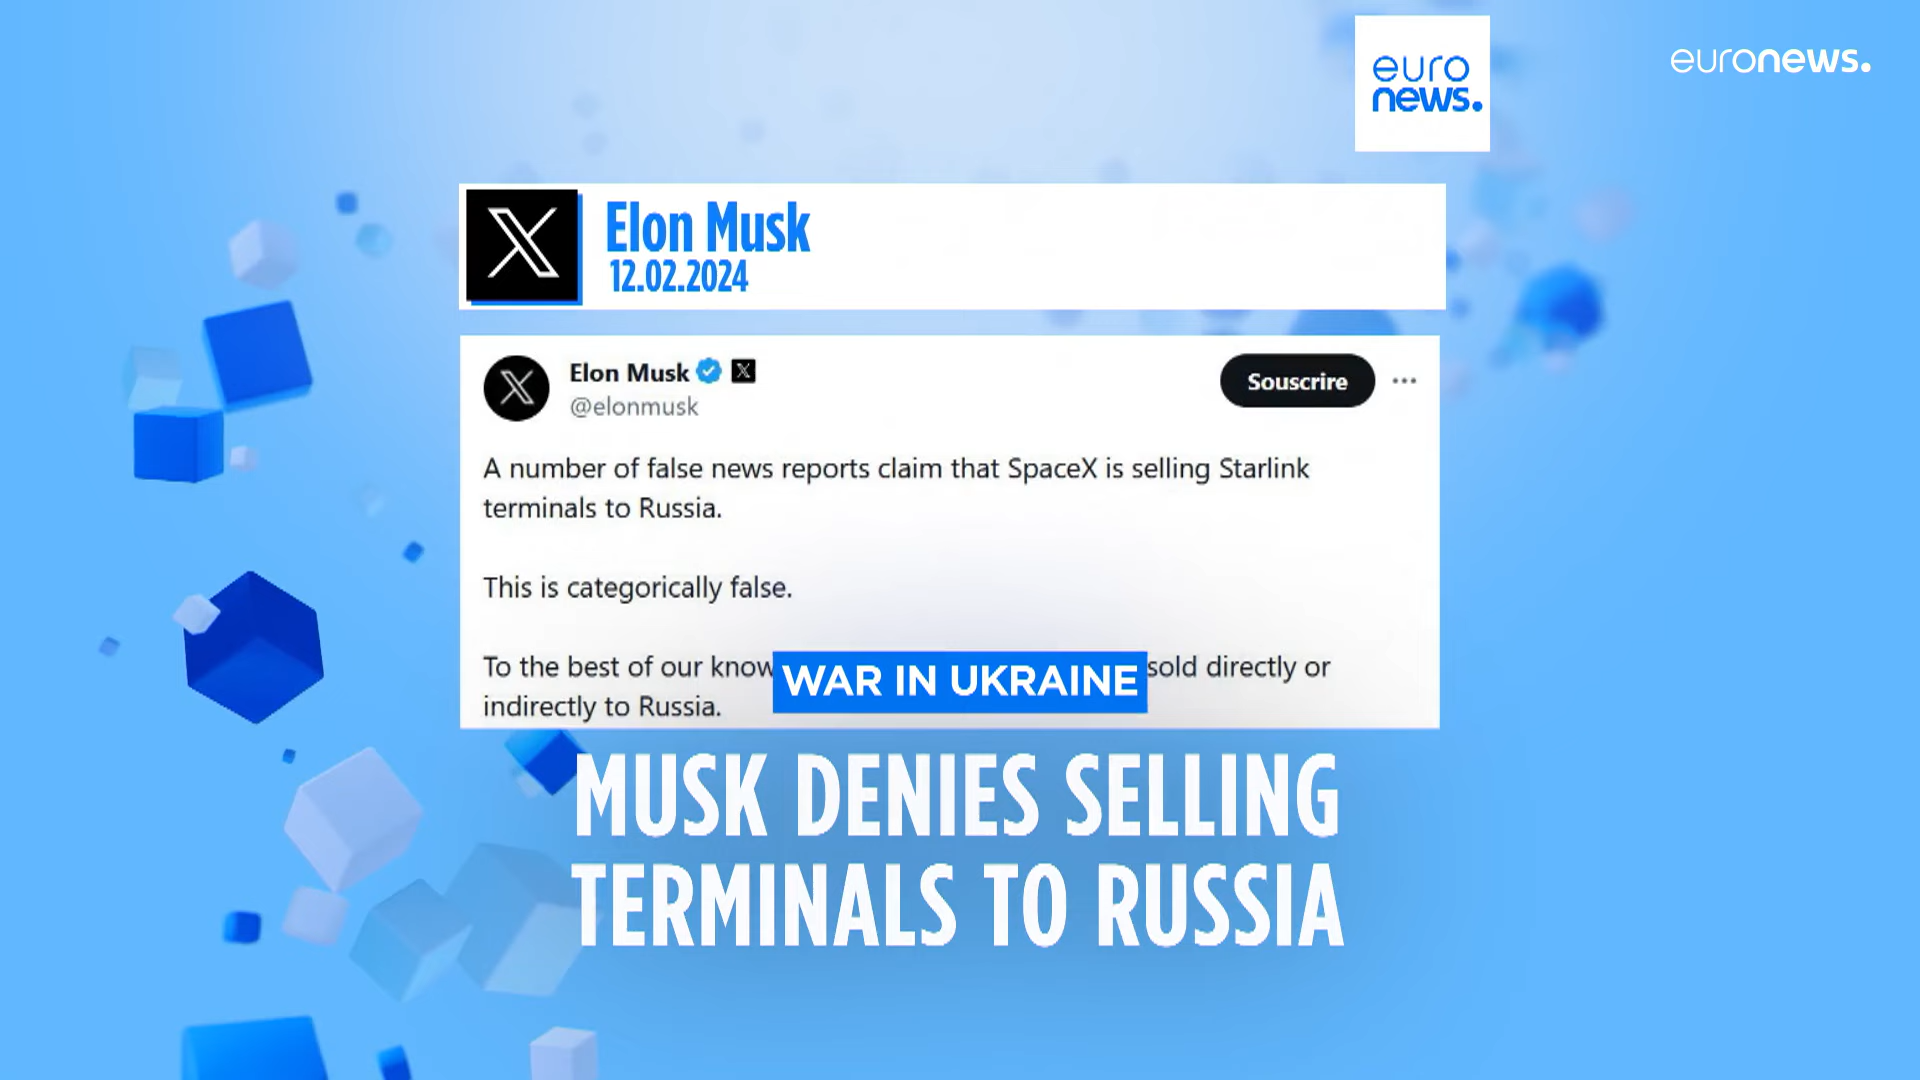 euro
news.
euronews.
Elon Musk
12.02.2024
Elon Musk
@elonmusk
Souscrire
A number of false news reports claim that SpaceX is selling Starlink
terminals to Russia.
This is categorically false.
To the best of our know
sold directly or
indirectly to Russia.
WAR IN UKRAINE
MUSK DENIES SELLING
TERMINALS TO RUSSIA